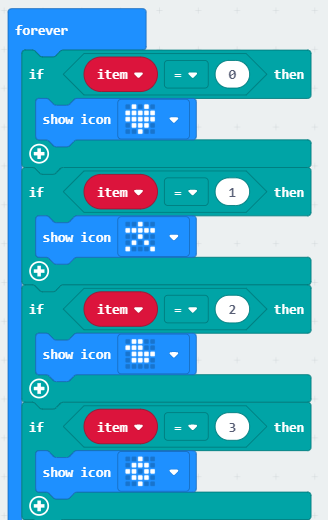 forever
if item = 0 then
show icon
if item = 1 then
show icon
if item = 2 then
show icon
if item = 3 then
show icon